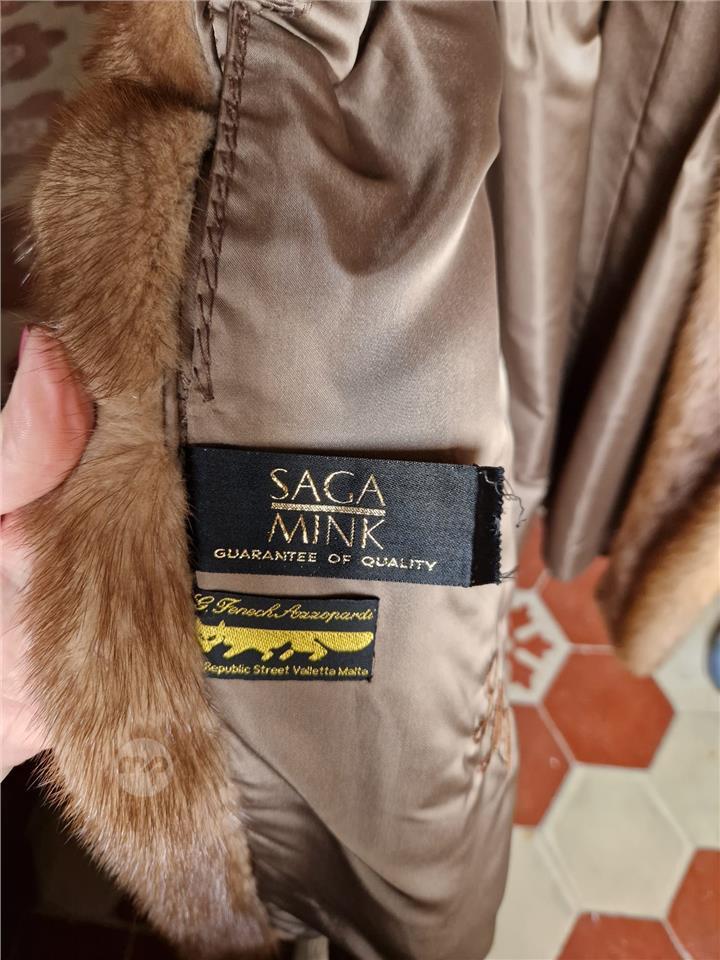 SAGA
MINK
GUARANTEE OF QUALITY
G. Fenech Azzopardi
Republic Street Valletta Malta